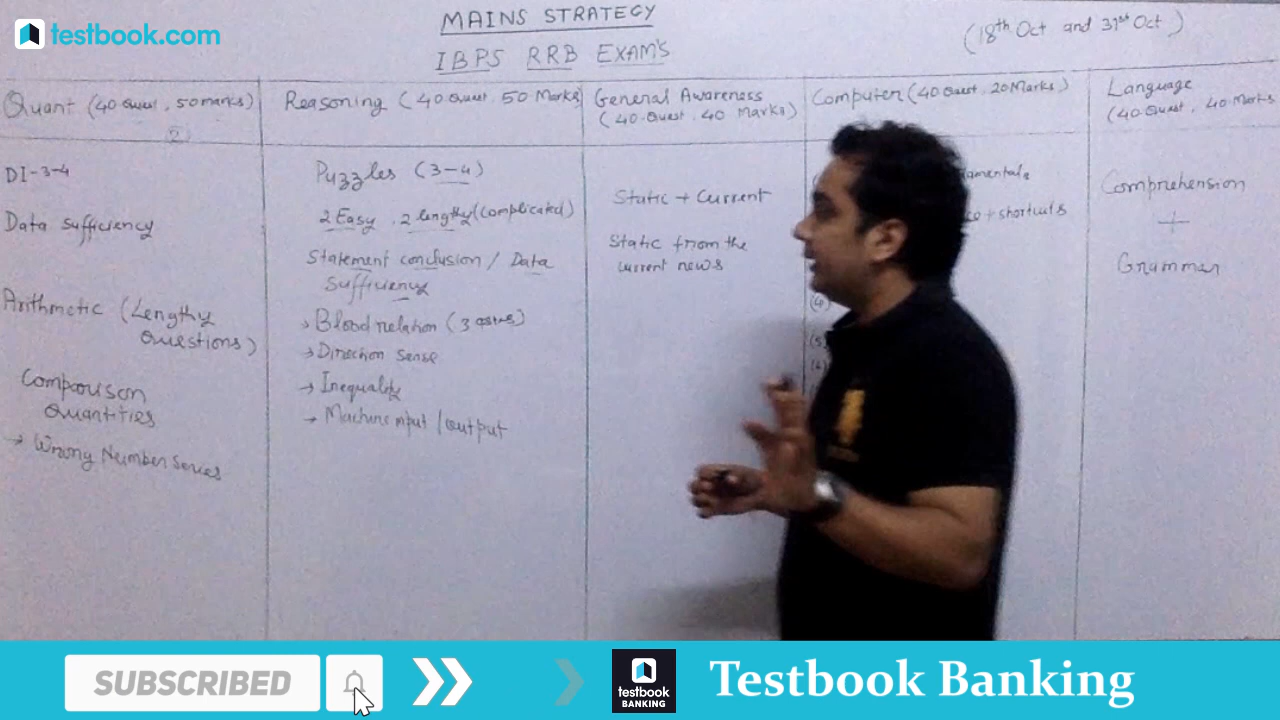 testbook.com
MAINS STRATEGY
IBPS RRB EXAM'S
(18th Oct and 31st Oct)
Quant (40 Quest, 50 marks)
(2)
DI-3-4
Data sufficiency
Arithmetic (Lengthy
Questions)
Comparison
Quantities
→ Wrong Number Series
Reasoning (40 Quest, 50 Marks)
Puzzles (3-4)
2 Easy, 2 lengthy (complicated)
Statement conclusion / Data
Sufficiency
→ Blood relation (3
→ Direction Sense
→ Inequality
→ Machine input / output
General Awareness
(40-Quest, 40 Marks)
Static + Current
Static from the
current news
Computer (40 Quest, 20 Marks)
+ shortcuts
(4)
(5)
Language
(40-Quest, 40 Marks
Comprehension
+
Grammar
SUBSCRIBED
testbook
BANKING
Testbook Banking